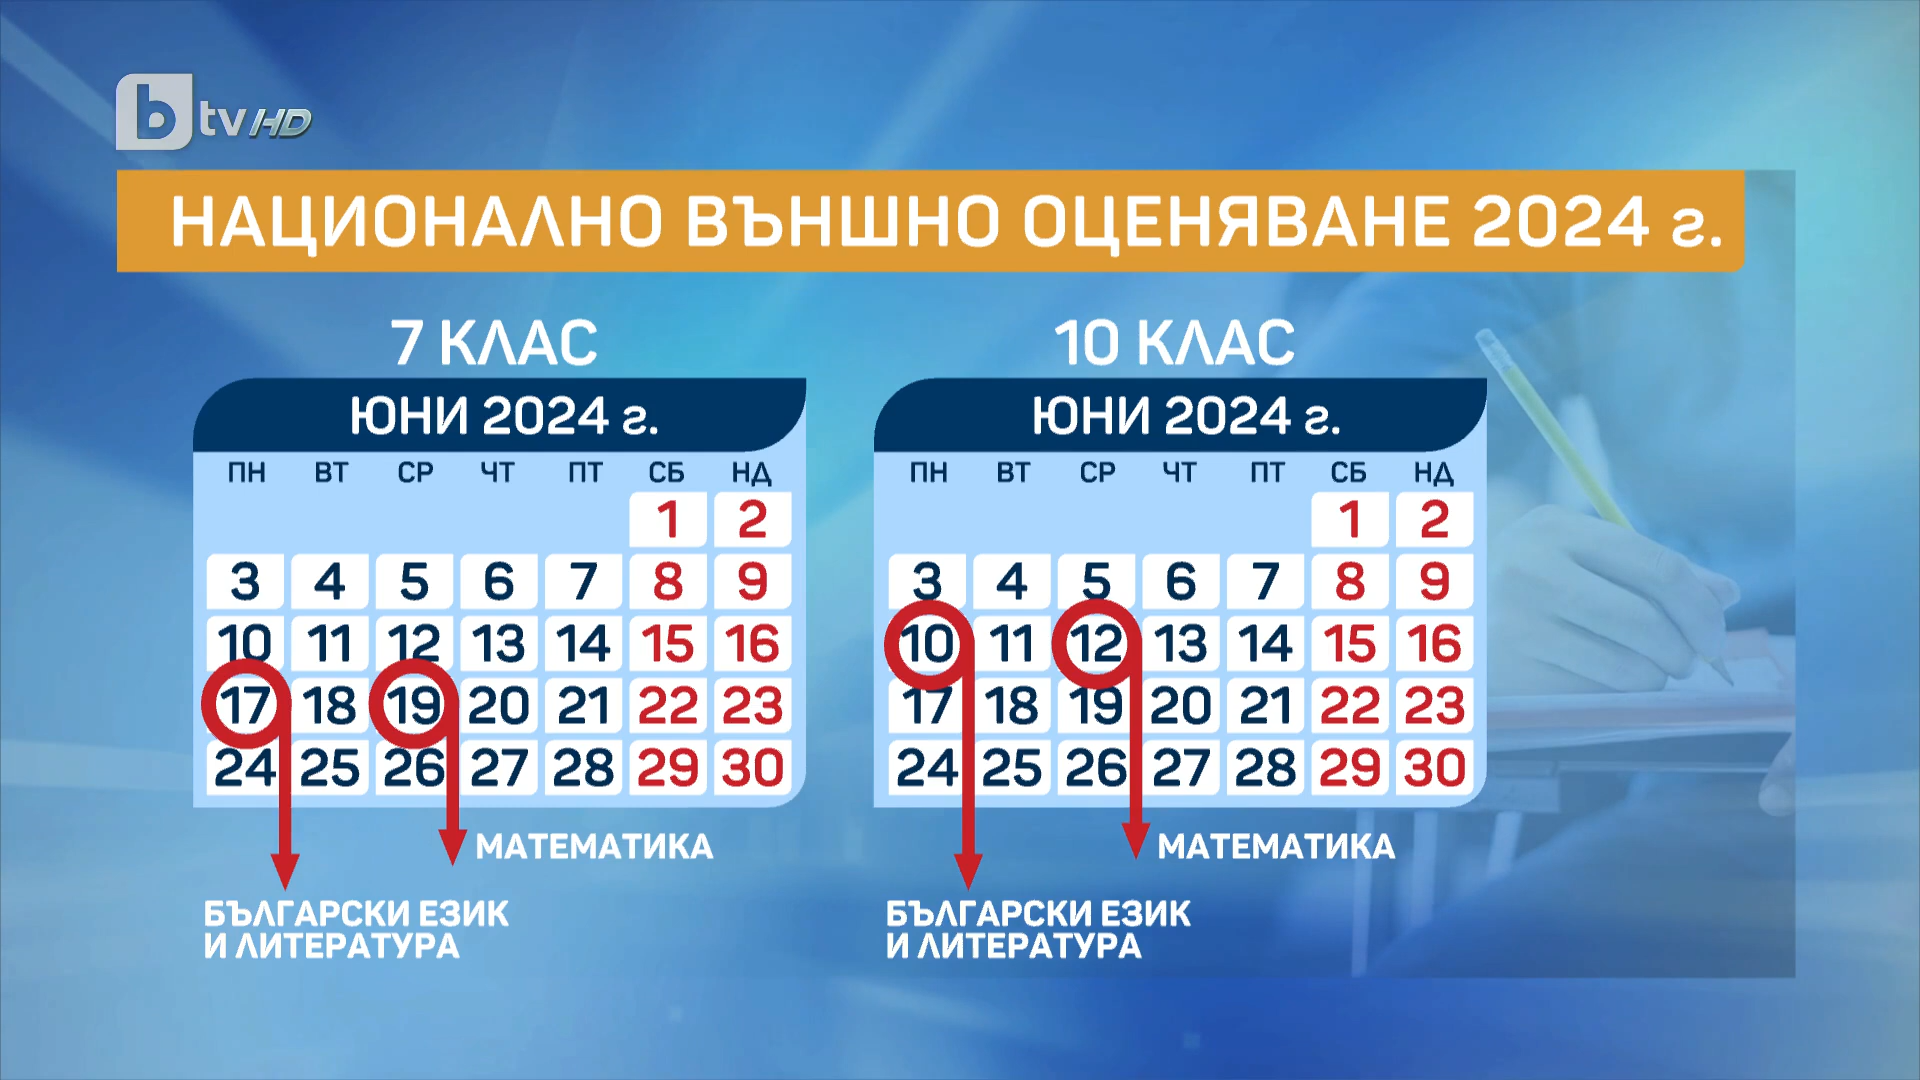 b tv HD
НАЦИОНАЛНО ВЪНШНО ОЦЕНЯВАНЕ 2024 г.
7 КЛАС
ЮНИ 2024 г.
ПН ВТ СР ЧТ ПТ СБ НД
1 2
3 4 5 6 7 8 9
10 11 12 13 14 15 16
17 18 19 20 21 22 23
24 25 26 27 28 29 30
МАТЕМАТИКА
БЪЛГАРСКИ ЕЗИК
И ЛИТЕРАТУРА
10 КЛАС
ЮНИ 2024 г.
ПН ВТ СР ЧТ ПТ СБ НД
1 2
3 4 5 6 7 8 9
10 11 12 13 14 15 16
17 18 19 20 21 22 23
24 25 26 27 28 29 30
МАТЕМАТИКА
БЪЛГАРСКИ ЕЗИК
И ЛИТЕРАТУРА